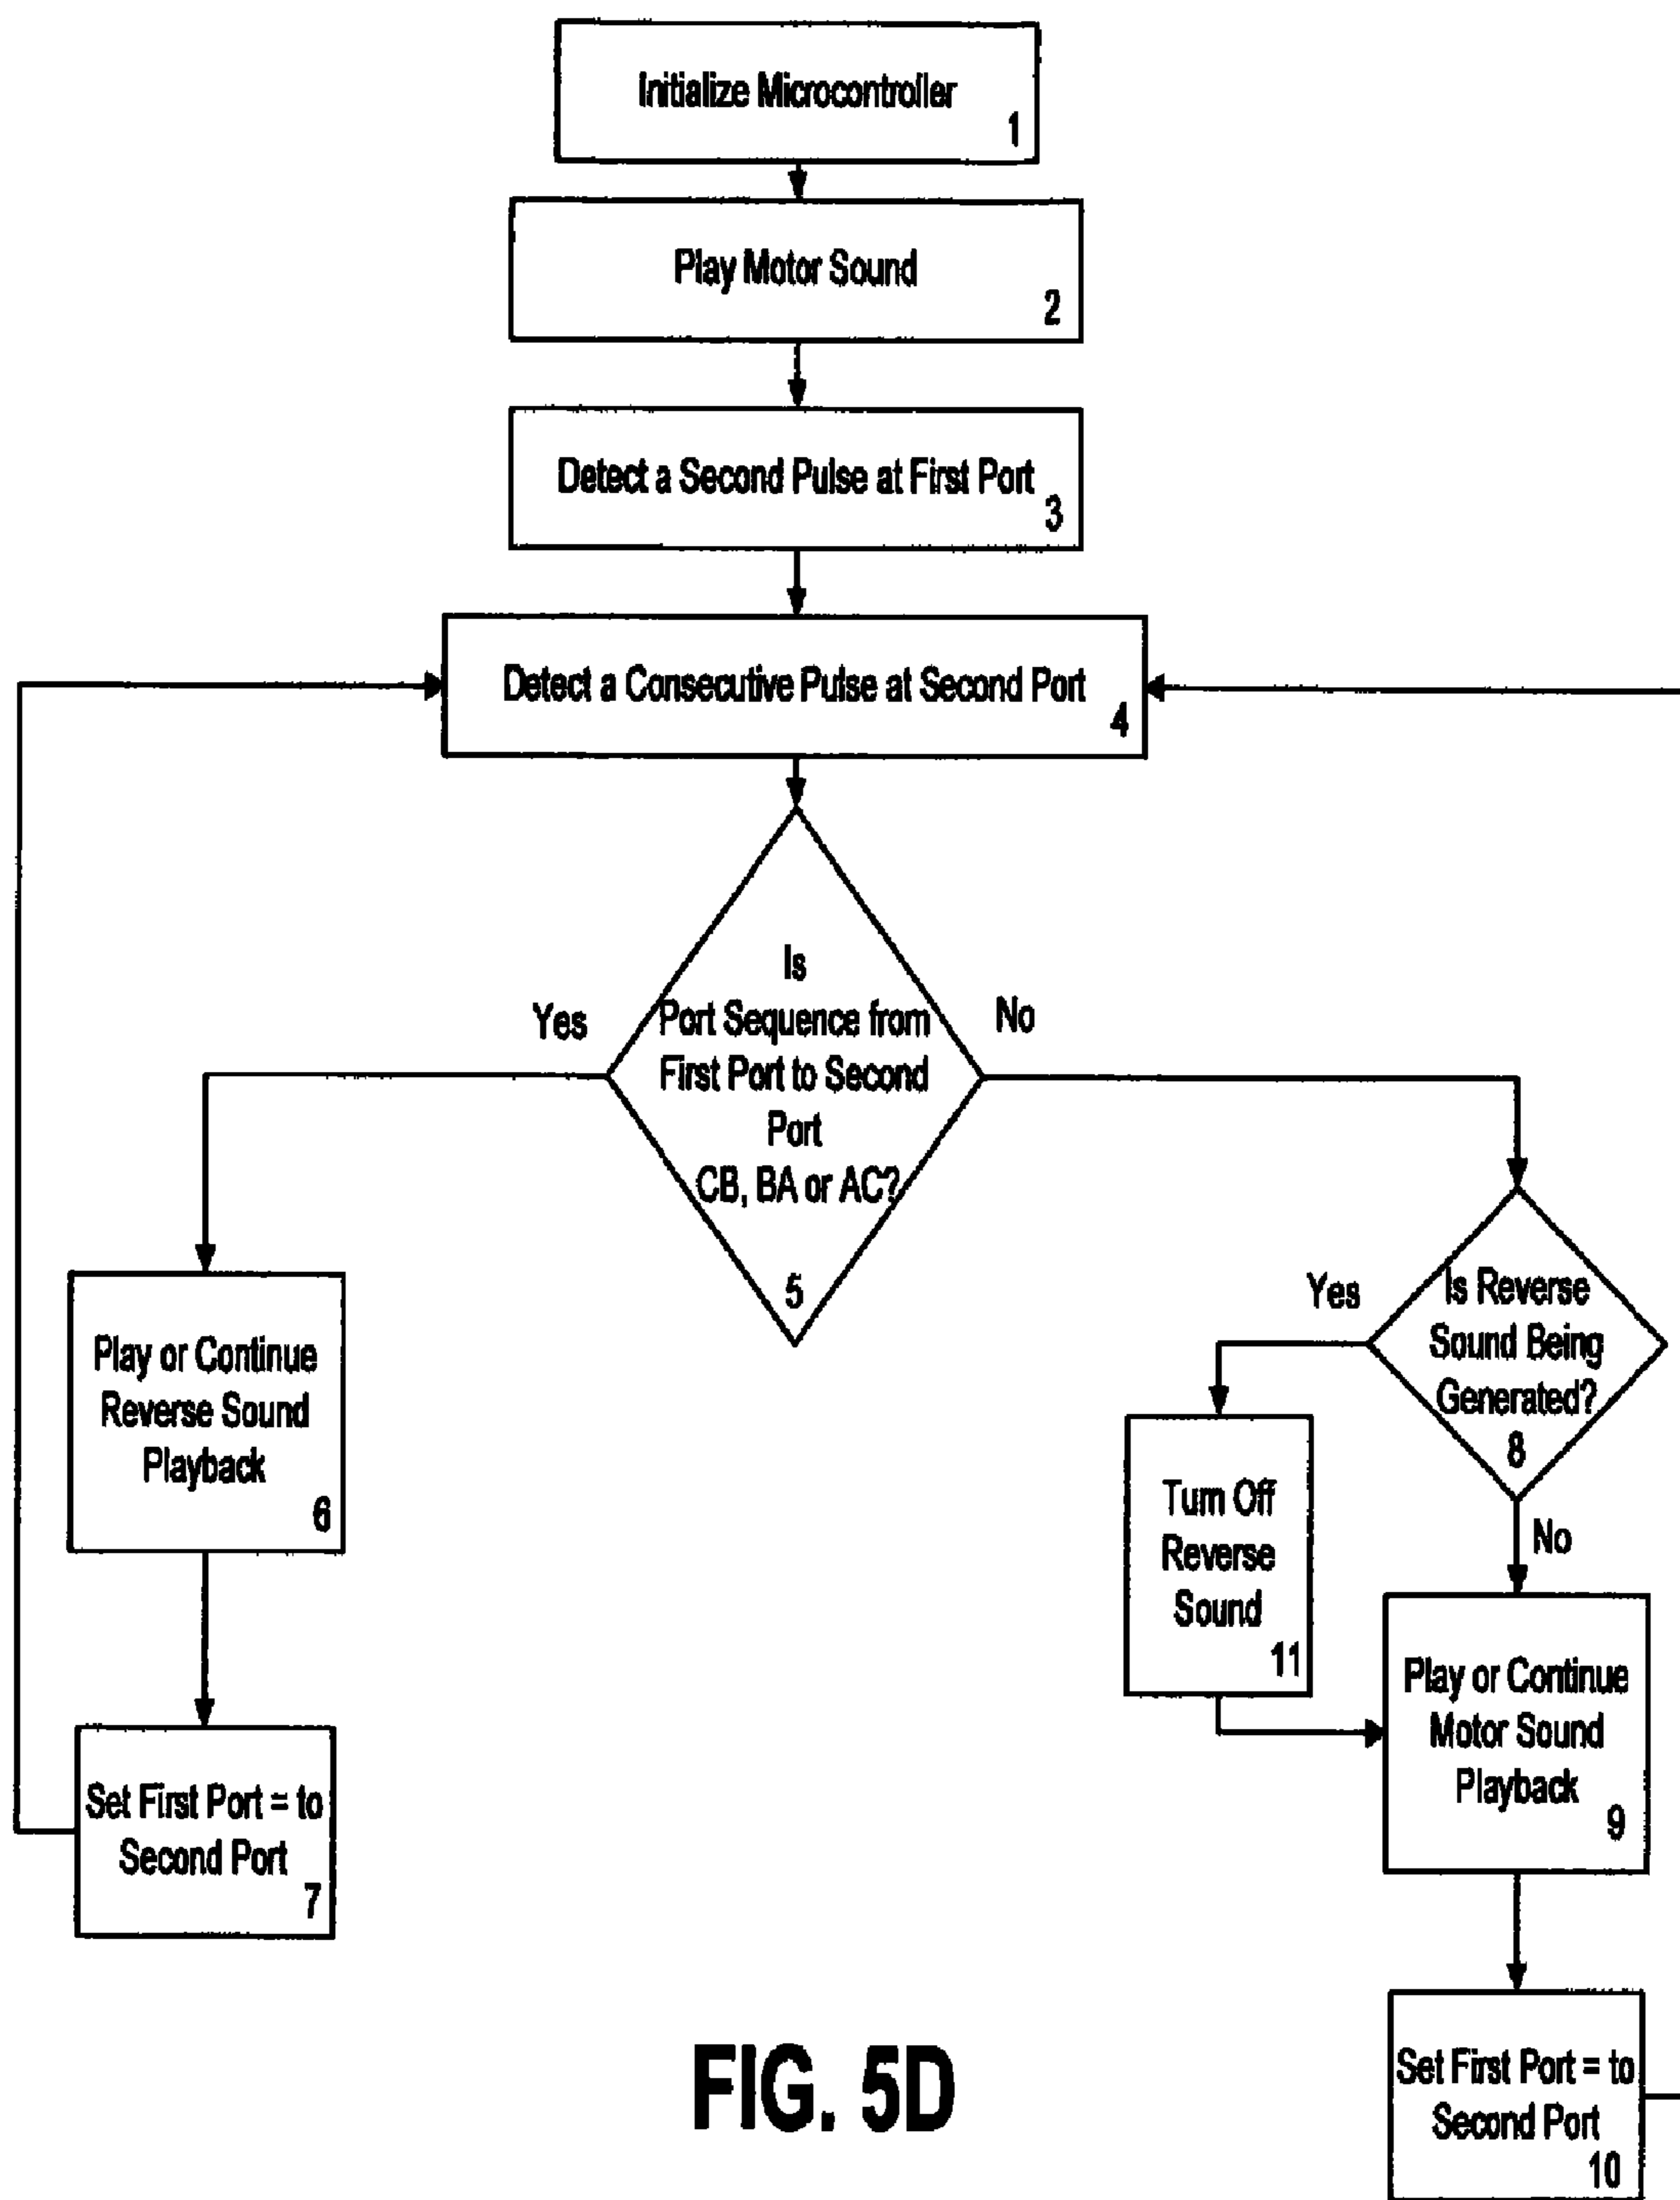 Initialize Microcontroller
1
Play Motor Sound
2
Detect a Second Pulse at First Port
3
Detect a Consecutive Pulse at Second Port
4
Is
Port Sequence from
First Port to Second
Port
CB, BA or AC?
5
Yes
No
Play or Continue
Reverse Sound
Playback
6
Set First Port = to
Second Port
7
Is Reverse
Sound Being
Generated?
8
Yes
No
Turn Off
Reverse
Sound
11
Play or Continue
Motor Sound
Playback
9
Set First Port = to
Second Port
10
FIG. 5D